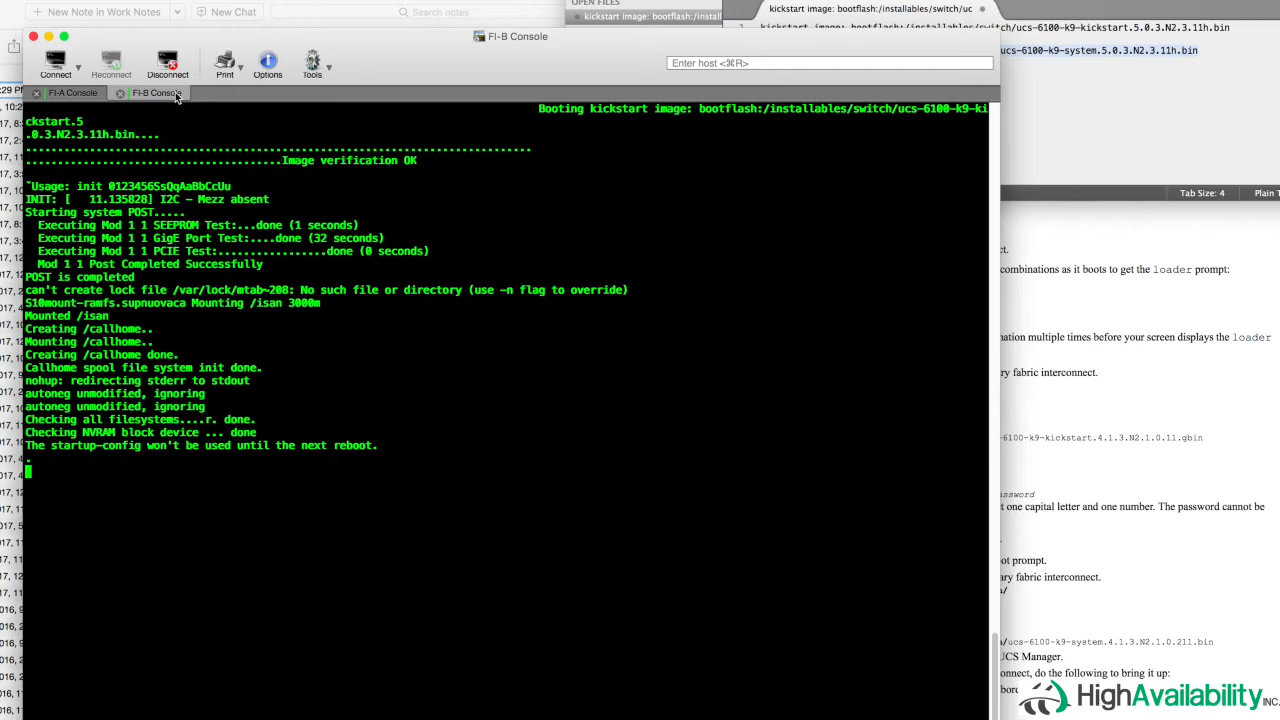 New Note in Work Notes
New Chat
Search notes
OPEN FILES
kickstart image: bootflash:/install
kickstart image: bootflash:/installables/switch/uc
kickstart image: bootflash:/installables/switch/ucs-6100-k9-kickstart.5.0.3.N2.3.11h.bin
ucs-6100-k9-system.5.0.3.N2.3.11h.bin
FI-B Console
Connect
Reconnect
Disconnect
Print
Options
Tools
Enter host <⌘R>
FI-A Console
FI-B Console
Booting kickstart image: bootflash:/installables/switch/ucs-6100-k9-ki
ckstart.5
.0.3.N2.3.11h.bin....
...............................................................................
........................................Image verification OK
ˇUsage: init 0123456SsQqAaBbCcUu
INIT: [   11.135828] I2C - Mezz absent
Starting system POST.....
Executing Mod 1 1 SEEPROM Test:...done (1 seconds)
Executing Mod 1 1 GigE Port Test:....done (32 seconds)
Executing Mod 1 1 PCIE Test:.................done (0 seconds)
Mod 1 1 Post Completed Successfully
POST is completed
can't create lock file /var/lock/mtab~208: No such file or directory (use -n flag to override)
S10mount-ramfs.supnuovaca Mounting /isan 3000m
Mounted /isan
Creating /callhome..
Mounting /callhome..
Creating /callhome done.
Callhome spool file system init done.
nohup: redirecting stderr to stdout
autoneg unmodified, ignoring
autoneg unmodified, ignoring
Checking all filesystems....r. done.
Checking NVRAM block device ... done
The startup-config won't be used until the next reboot.
.
Tab Size: 4
Plain
ct.
combinations as it boots to get the loader prompt:
nation multiple times before your screen displays the loader
ry fabric interconnect.
6100-k9-kickstart.4.1.3.N2.1.0.11.gbin
assword
t one capital letter and one number. The password cannot be
ot prompt.
ary fabric interconnect.
/ucs-6100-k9-system.4.1.3.N2.1.0.211.bin
UCS Manager.
connect, do the following to bring it up:
HighAvailability INC.